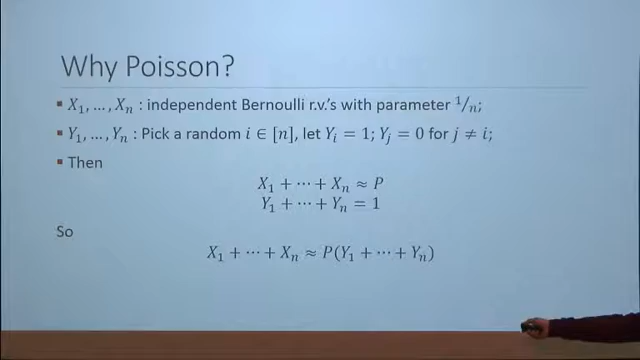 Why Poisson?
▪ X₁, …, Xₙ : independent Bernoulli r.v.'s with parameter ¹/ₙ;
▪ Y₁, …, Yₙ : Pick a random i ∈ [n], let Yᵢ = 1; Yⱼ = 0 for j ≠ i;
▪ Then
X₁ + ⋯ + Xₙ ≈ P
Y₁ + ⋯ + Yₙ = 1
So
X₁ + ⋯ + Xₙ ≈ P(Y₁ + ⋯ + Yₙ)